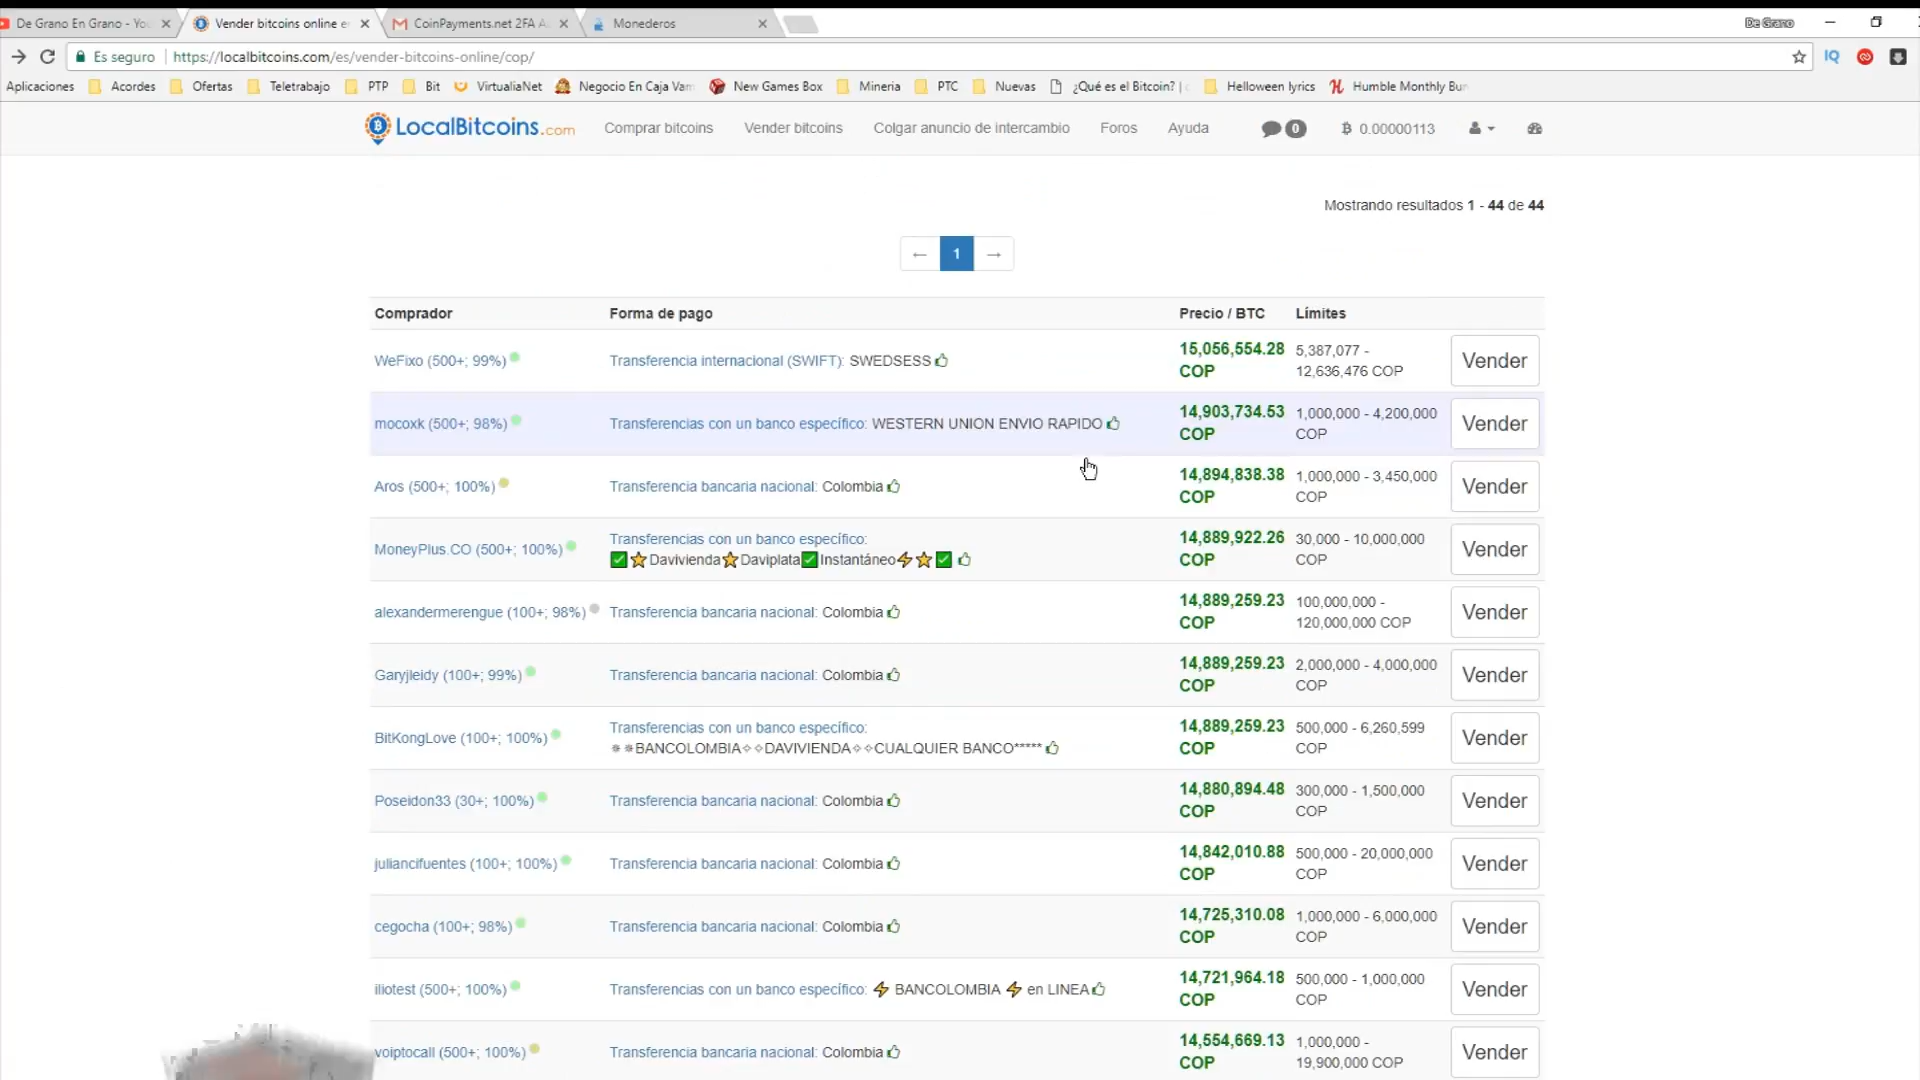 De Grano En Grano - You
Vender bitcoins online e
CoinPayments.net 2FA A
Monederos
De Grano
Es seguro
https://localbitcoins.com/es/vender-bitcoins-online/cop/
IQ
Aplicaciones
Acordes
Ofertas
Teletrabajo
PTP
Bit
VirtualiaNet
Negocio En Caja Van
New Games Box
Mineria
PTC
Nuevas
¿Qué es el Bitcoin? |
Helloween lyrics
Humble Monthly Bun
LocalBitcoins.com
Comprar bitcoins
Vender bitcoins
Colgar anuncio de intercambio
Foros
Ayuda
0
0.00000113
Mostrando resultados 1 - 44 de 44
← 1 →
Comprador Forma de pago Precio / BTC Límites
WeFixo (500+; 99%) Transferencia internacional (SWIFT): SWEDSESS 15,056,554.28 COP 5,387,077 - 12,636,476 COP Vender
mocoxk (500+; 98%) Transferencias con un banco específico: WESTERN UNION ENVIO RAPIDO 14,903,734.53 COP 1,000,000 - 4,200,000 COP Vender
Aros (500+; 100%) Transferencia bancaria nacional: Colombia 14,894,838.38 COP 1,000,000 - 3,450,000 COP Vender
MoneyPlus.CO (500+; 100%) Transferencias con un banco específico: ✅⭐Davivienda⭐Daviplata✅Instantáneo⚡⭐✅ 14,889,922.26 COP 30,000 - 10,000,000 COP Vender
alexandermerengue (100+; 98%) Transferencia bancaria nacional: Colombia 14,889,259.23 COP 100,000,000 - 120,000,000 COP Vender
Garyjleidy (100+; 99%) Transferencia bancaria nacional: Colombia 14,889,259.23 COP 2,000,000 - 4,000,000 COP Vender
BitKongLove (100+; 100%) Transferencias con un banco específico: ✵✵BANCOLOMBIA✧✧DAVIVIENDA✧✧CUALQUIER BANCO***** 14,889,259.23 COP 500,000 - 6,260,599 COP Vender
Poseidon33 (30+; 100%) Transferencia bancaria nacional: Colombia 14,880,894.48 COP 300,000 - 1,500,000 COP Vender
juliancifuentes (100+; 100%) Transferencia bancaria nacional: Colombia 14,842,010.88 COP 500,000 - 20,000,000 COP Vender
cegocha (100+; 98%) Transferencia bancaria nacional: Colombia 14,725,310.08 COP 1,000,000 - 6,000,000 COP Vender
iliotest (500+; 100%) Transferencias con un banco específico: ⚡ BANCOLOMBIA ⚡ en LINEA 14,721,964.18 COP 500,000 - 1,000,000 COP Vender
voiptocall (500+; 100%) Transferencia bancaria nacional: Colombia 14,554,669.13 COP 1,000,000 - 19,900,000 COP Vender